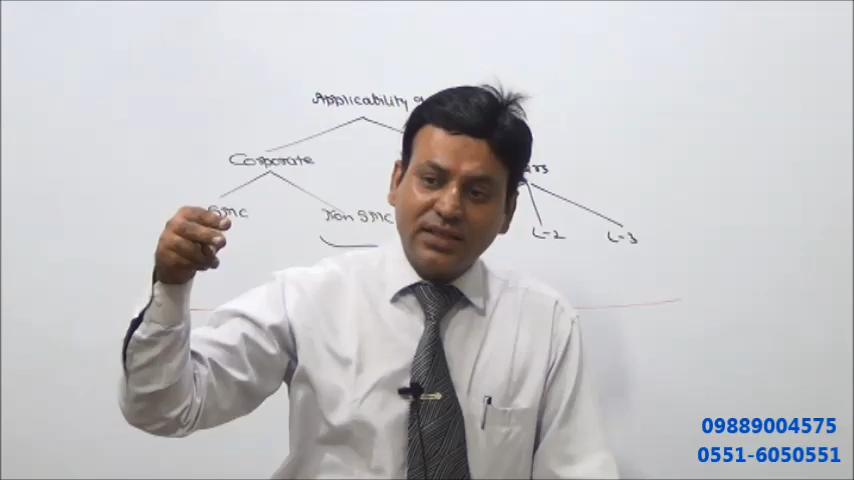 Applicability
Corporate
SMC Non SMC
L-2 L-3
09889004575
0551-6050551